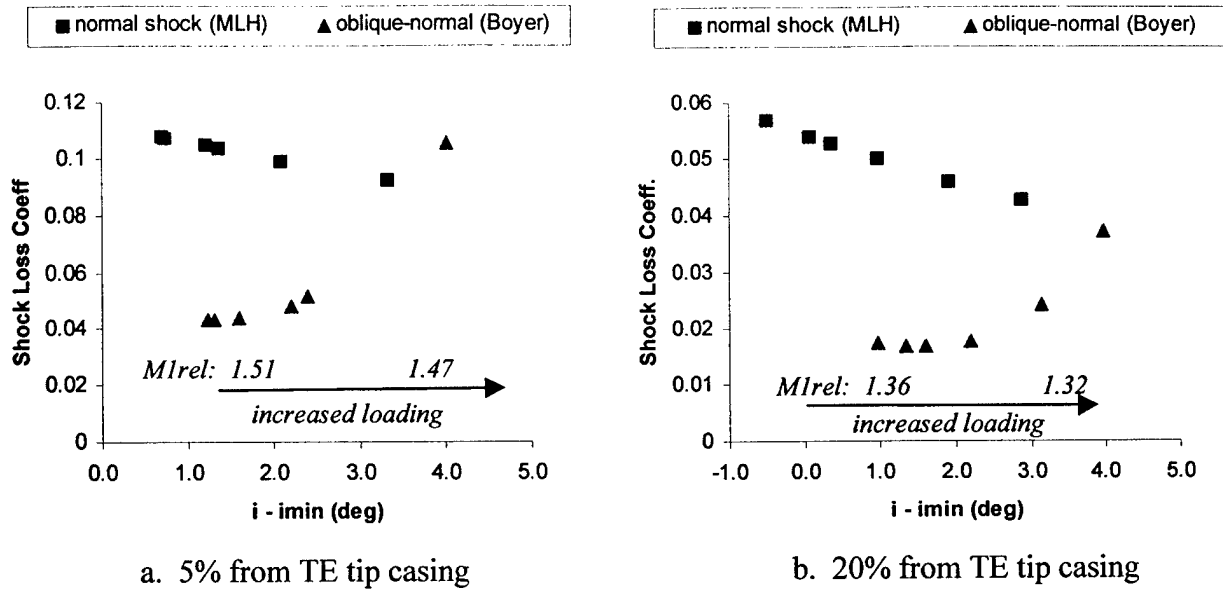 normal shock (MLH) oblique-normal (Boyer)
Shock Loss Coeff
0.12
0.1
0.08
0.06
0.04
0.02
0
M1rel: 1.51 1.47
increased loading
0.0 1.0 2.0 3.0 4.0 5.0
i - imin (deg)
a. 5% from TE tip casing
normal shock (MLH) oblique-normal (Boyer)
Shock Loss Coeff.
0.06
0.05
0.04
0.03
0.02
0.01
0
M1rel: 1.36 1.32
increased loading
-1.0 0.0 1.0 2.0 3.0 4.0 5.0
i - imin (deg)
b. 20% from TE tip casing